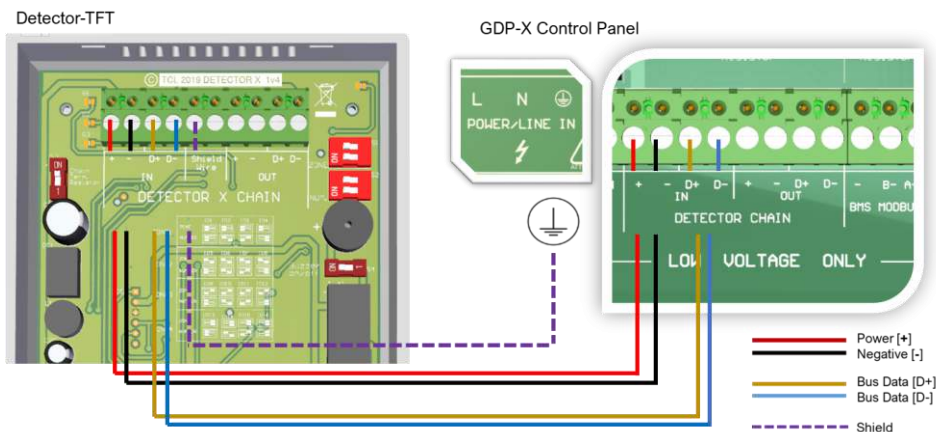 Detector-TFT
GDP-X Control Panel
© TCL 2019 DETECTOR X 1v4
+ - D+ D- Shield Wire + - D+ D-
IN OUT
DETECTOR X CHAIN
L N
POWER/LINE IN
+ - D+ D- + - D+ D- - B- A+
IN OUT
DETECTOR CHAIN
BMS MODBU
LOW VOLTAGE ONLY
Power [+]
Negative [-]
Bus Data [D+]
Bus Data [D-]
Shield